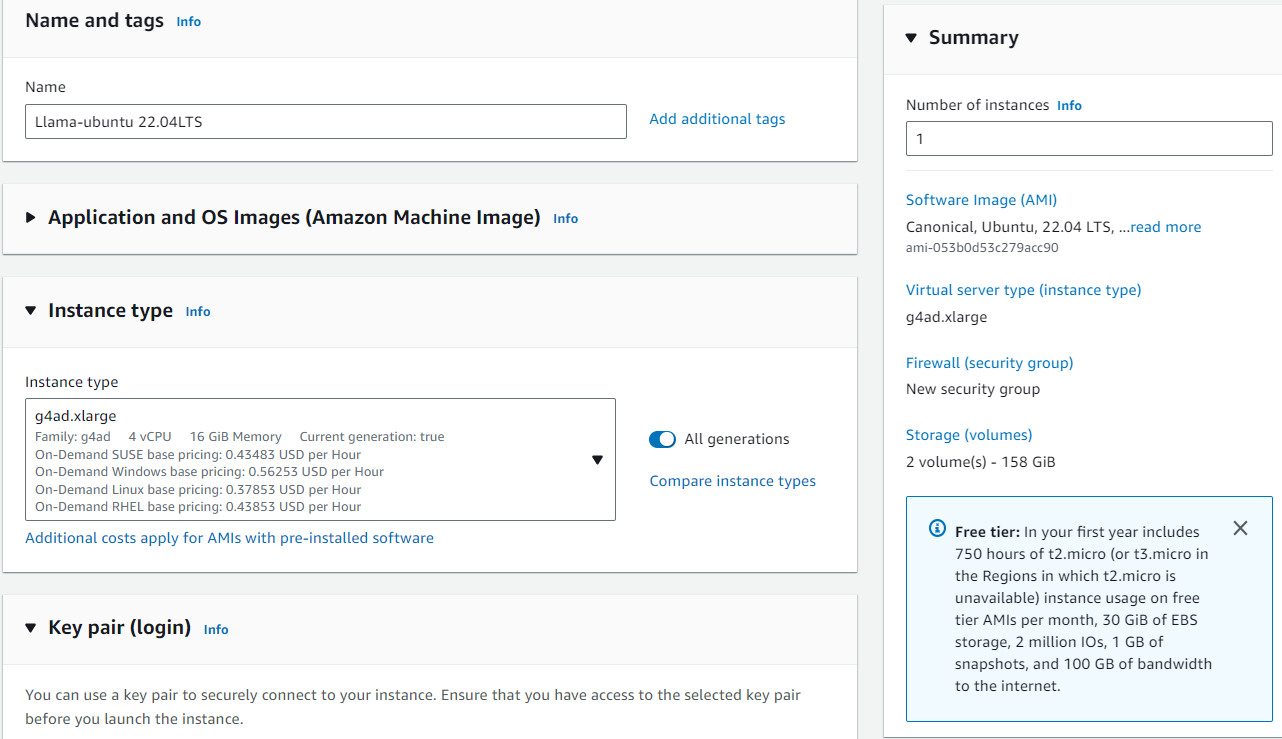 Name and tags Info
Name
Llama-ubuntu 22.04LTS
Add additional tags
Application and OS Images (Amazon Machine Image) Info
Instance type Info
Instance type
g4ad.xlarge
Family: g4ad 4 vCPU 16 GiB Memory Current generation: true
On-Demand SUSE base pricing: 0.43483 USD per Hour
On-Demand Windows base pricing: 0.56253 USD per Hour
On-Demand Linux base pricing: 0.37853 USD per Hour
On-Demand RHEL base pricing: 0.43853 USD per Hour
All generations
Compare instance types
Additional costs apply for AMIs with pre-installed software
Key pair (login) Info
You can use a key pair to securely connect to your instance. Ensure that you have access to the selected key pair
before you launch the instance.
Summary
Number of instances Info
1
Software Image (AMI)
Canonical, Ubuntu, 22.04 LTS, ...read more
ami-053b0d53c279acc90
Virtual server type (instance type)
g4ad.xlarge
Firewall (security group)
New security group
Storage (volumes)
2 volume(s) - 158 GiB
Free tier: In your first year includes
750 hours of t2.micro (or t3.micro in
the Regions in which t2.micro is
unavailable) instance usage on free
tier AMIs per month, 30 GiB of EBS
storage, 2 million IOs, 1 GB of
snapshots, and 100 GB of bandwidth
to the internet.